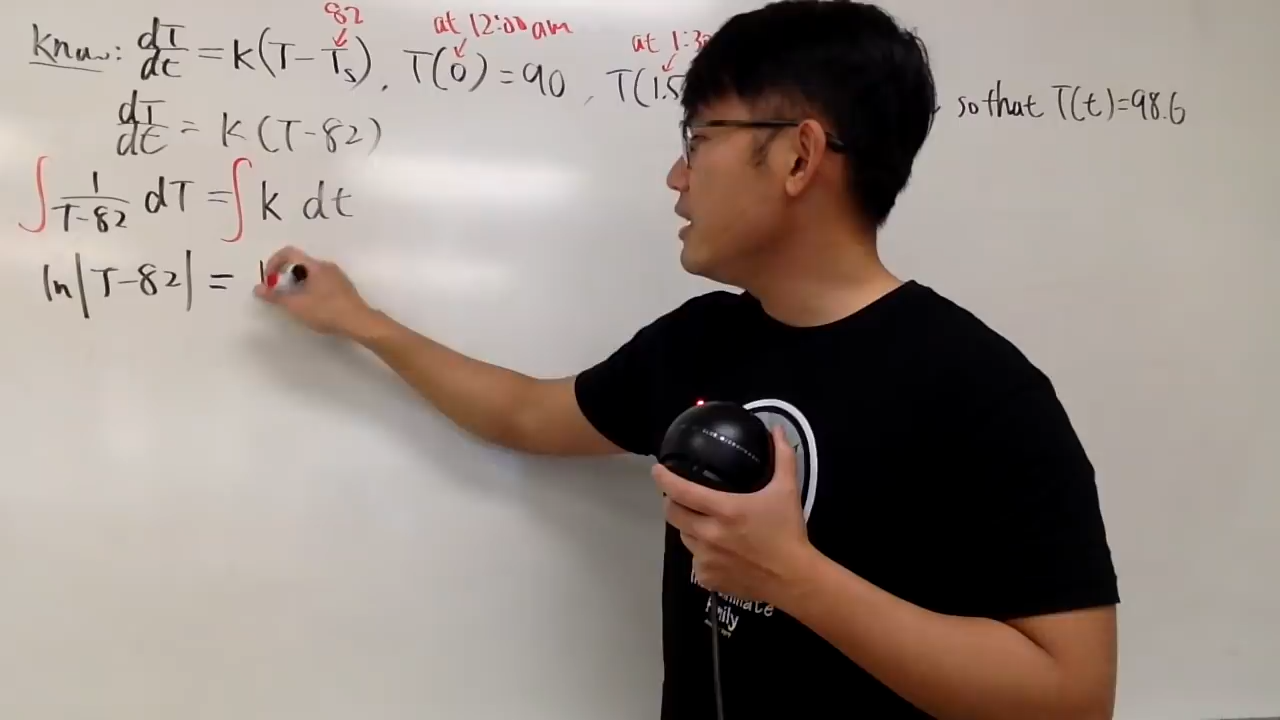 82
at 12:00 am
at 1:30
know: dT/dt = k(T-Ts), T(0)=90, T(1.5
so that T(t)=98.6
dT/dt = k(T-82)
∫ 1/(T-82) dT = ∫ k dt
ln|T-82| =